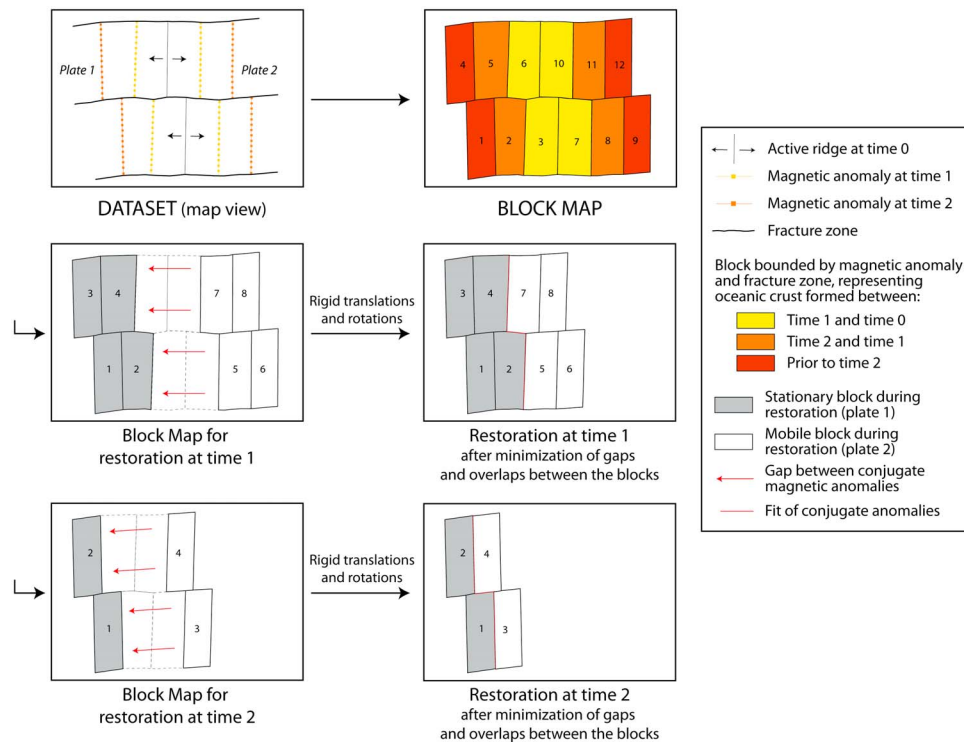 Plate 1
Plate 2
DATASET (map view)
4 5 6 10 11 12
1 2 3 7 8 9
BLOCK MAP
3 4 7 8
1 2 5 6
Block Map for
restoration at time 1
Rigid translations
and rotations
3 4 7 8
1 2 5 6
Restoration at time 1
after minimization of gaps
and overlaps between the blocks
2 4
1 3
Block Map for
restoration at time 2
Rigid translations
and rotations
2 4
1 3
Restoration at time 2
after minimization of gaps
and overlaps between the blocks
Active ridge at time 0
Magnetic anomaly at time 1
Magnetic anomaly at time 2
Fracture zone
Block bounded by magnetic anomaly
and fracture zone, representing
oceanic crust formed between:
Time 1 and time 0
Time 2 and time 1
Prior to time 2
Stationary block during
restoration (plate 1)
Mobile block during
restoration (plate 2)
Gap between conjugate
magnetic anomalies
Fit of conjugate anomalies